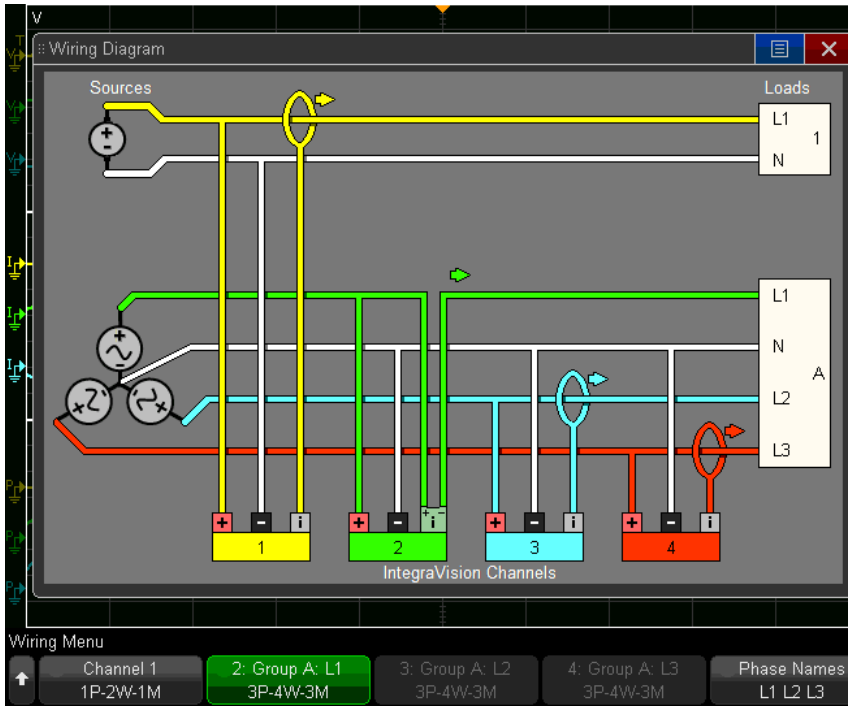 V
Wiring Diagram
Sources
Loads
L1
1
N
L1
N
A
L2
L3
+ - i
+ - + i -
+ - i
+ - i
1
2
3
4
IntegraVision Channels
T
V
V
V
I
I
I
P
P
P
Wiring Menu
Channel 1
1P-2W-1M
2: Group A: L1
3P-4W-3M
3: Group A: L2
3P-4W-3M
4: Group A: L3
3P-4W-3M
Phase Names
L1 L2 L3